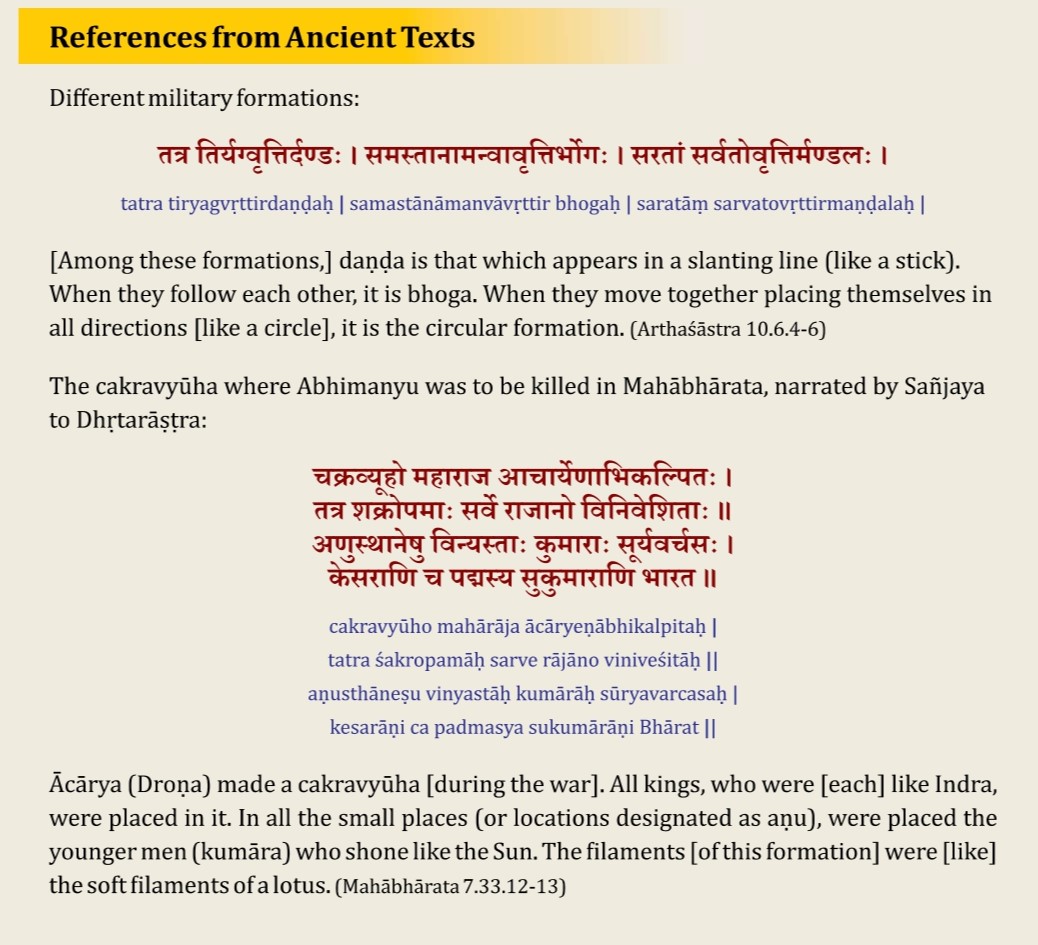 References from Ancient Texts
Different military formations:
तत्र तिर्यग्वृत्तिर्दण्डः । समस्तानामन्वावृत्तिर्भोगः । सरतां सर्वतोवृत्तिर्मण्डलः ।
tatra tiryagvṛttirdaṇḍaḥ | samastānāmanvāvṛttir bhogaḥ | saratāṃ sarvatovṛttirmaṇḍalaḥ |
[Among these formations,] daṇḍa is that which appears in a slanting line (like a stick).
When they follow each other, it is bhoga. When they move together placing themselves in
all directions [like a circle], it is the circular formation. (Arthaśāstra 10.6.4-6)
The cakravyūha where Abhimanyu was to be killed in Mahābhārata, narrated by Sañjaya
to Dhṛtarāṣṭra:
चक्रव्यूहो महाराज आचार्येणाभिकल्पितः ।
तत्र शक्रोपमाः सर्वे राजानो विनिवेशिताः ॥
अणुस्थानेषु विन्यस्ताः कुमाराः सूर्यवर्चसः ।
केसराणि च पद्मस्य सुकुमाराणि भारत ॥
cakravyūho mahārāja ācāryeṇābhikalpitaḥ |
tatra śakropamāḥ sarve rājāno viniveśitāḥ ||
aṇusthāneṣu vinyastāḥ kumārāḥ sūryavarcasaḥ |
kesarāṇi ca padmasya sukumārāṇi Bhārat ||
Ācārya (Droṇa) made a cakravyūha [during the war]. All kings, who were [each] like Indra,
were placed in it. In all the small places (or locations designated as aṇu), were placed the
younger men (kumāra) who shone like the Sun. The filaments [of this formation] were [like]
the soft filaments of a lotus. (Mahābhārata 7.33.12-13)